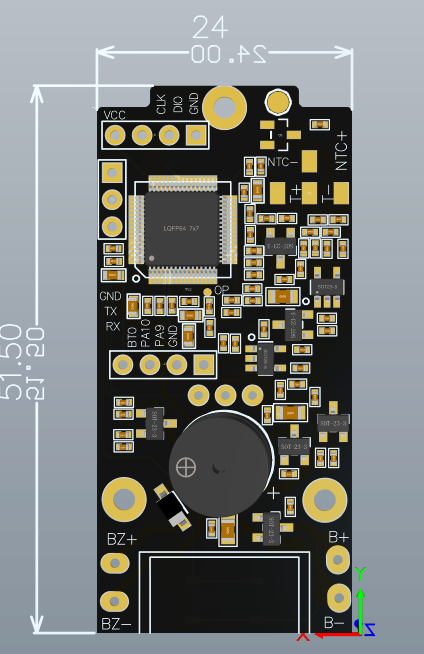 24
24.00
CLK
DIO
GND
VCC
NTC-
NTC+
T+
T-
LQFP64 7x7
SOT-23-3
SOT23-5
GND
TX
RX
OP
BT0
PA10
PA9
GND
51.50
51.50
SOT-23-3
SOT-23-3
SOT-23-3
SOT-23-3
+
BZ+
B+
BZ-
B-
Y
X
Z